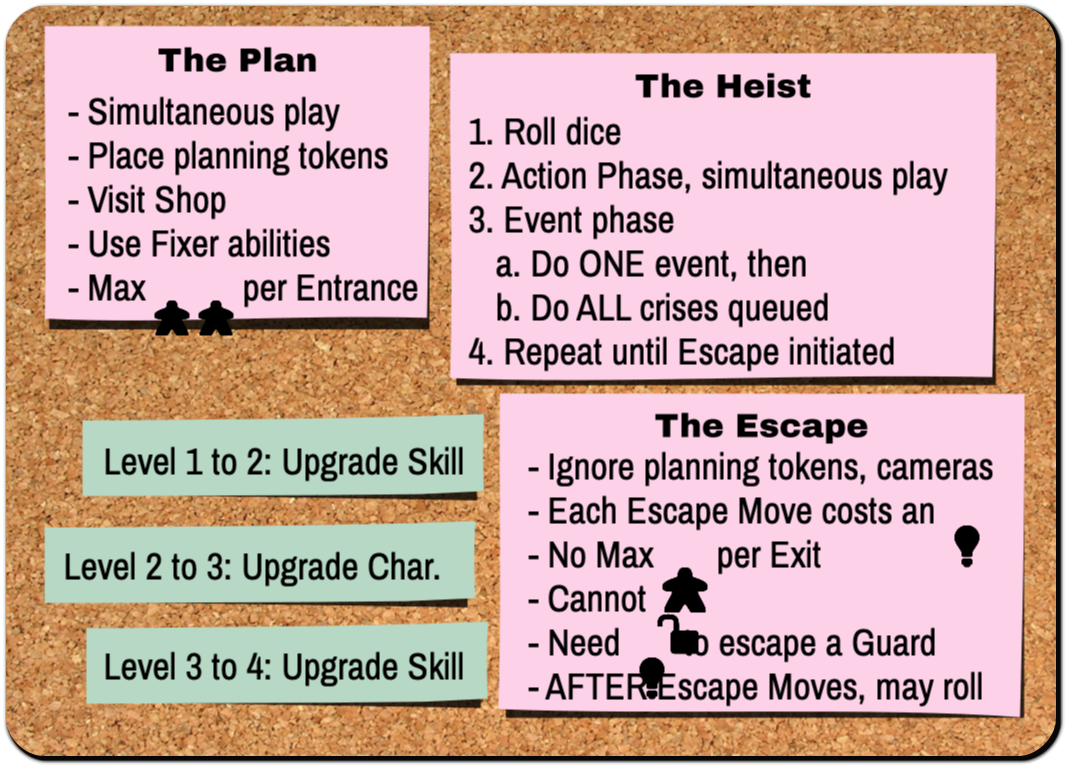 The Plan
- Simultaneous play
- Place planning tokens
- Visit Shop
- Use Fixer abilities
- Max per Entrance
The Heist
1. Roll dice
2. Action Phase, simultaneous play
3. Event phase
a. Do ONE event, then
b. Do ALL crises queued
4. Repeat until Escape initiated
Level 1 to 2: Upgrade Skill
Level 2 to 3: Upgrade Char.
Level 3 to 4: Upgrade Skill
The Escape
- Ignore planning tokens, cameras
- Each Escape Move costs an
- No Max per Exit
- Cannot
- Need to escape a Guard
- AFTER Escape Moves, may roll